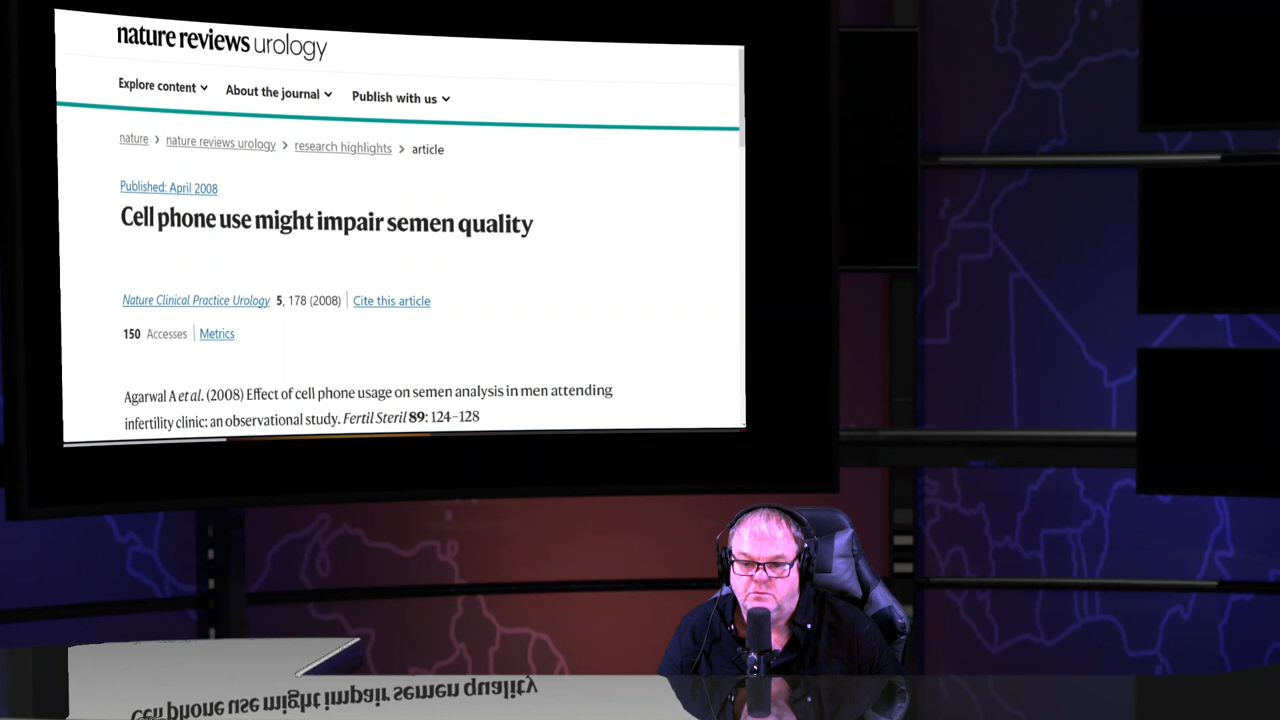 nature reviews urology
Explore content
About the journal
Publish with us
nature > nature reviews urology > research highlights > article
Published: April 2008
Cell phone use might impair semen quality
Nature Clinical Practice Urology 5, 178 (2008) | Cite this article
150 Accesses | Metrics
Agarwal A et al. (2008) Effect of cell phone usage on semen analysis in men attending
infertility clinic: an observational study. Fertil Steril 89: 124–128
Cell phone use might impair semen quality